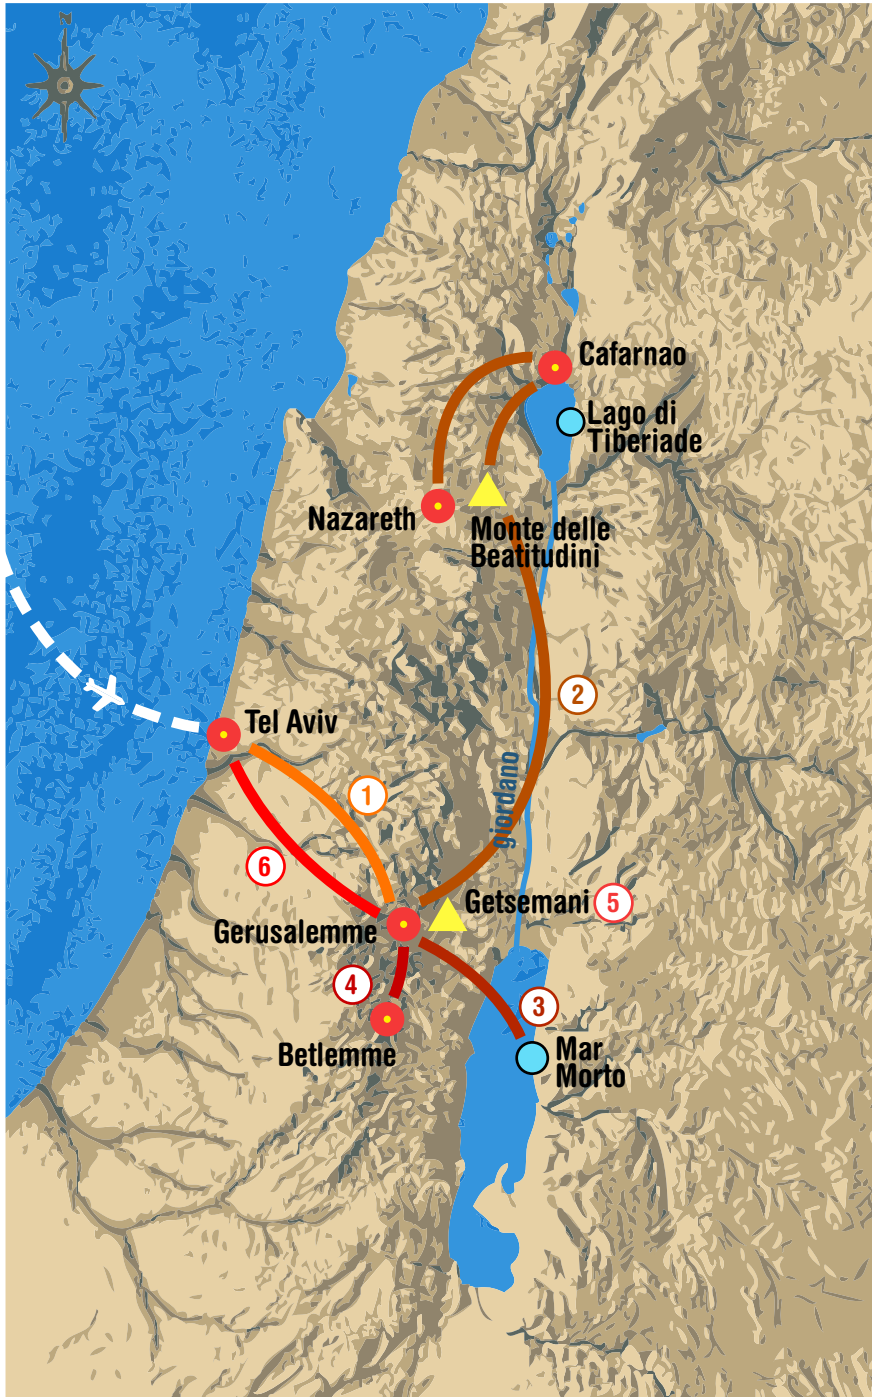 N
Cafarnao
Lago di
Tiberiade
Nazareth
Monte delle
Beatitudini
2
Tel Aviv
giordano
1
6
Getsemani 5
Gerusalemme
4
3
Betlemme
Mar
Morto